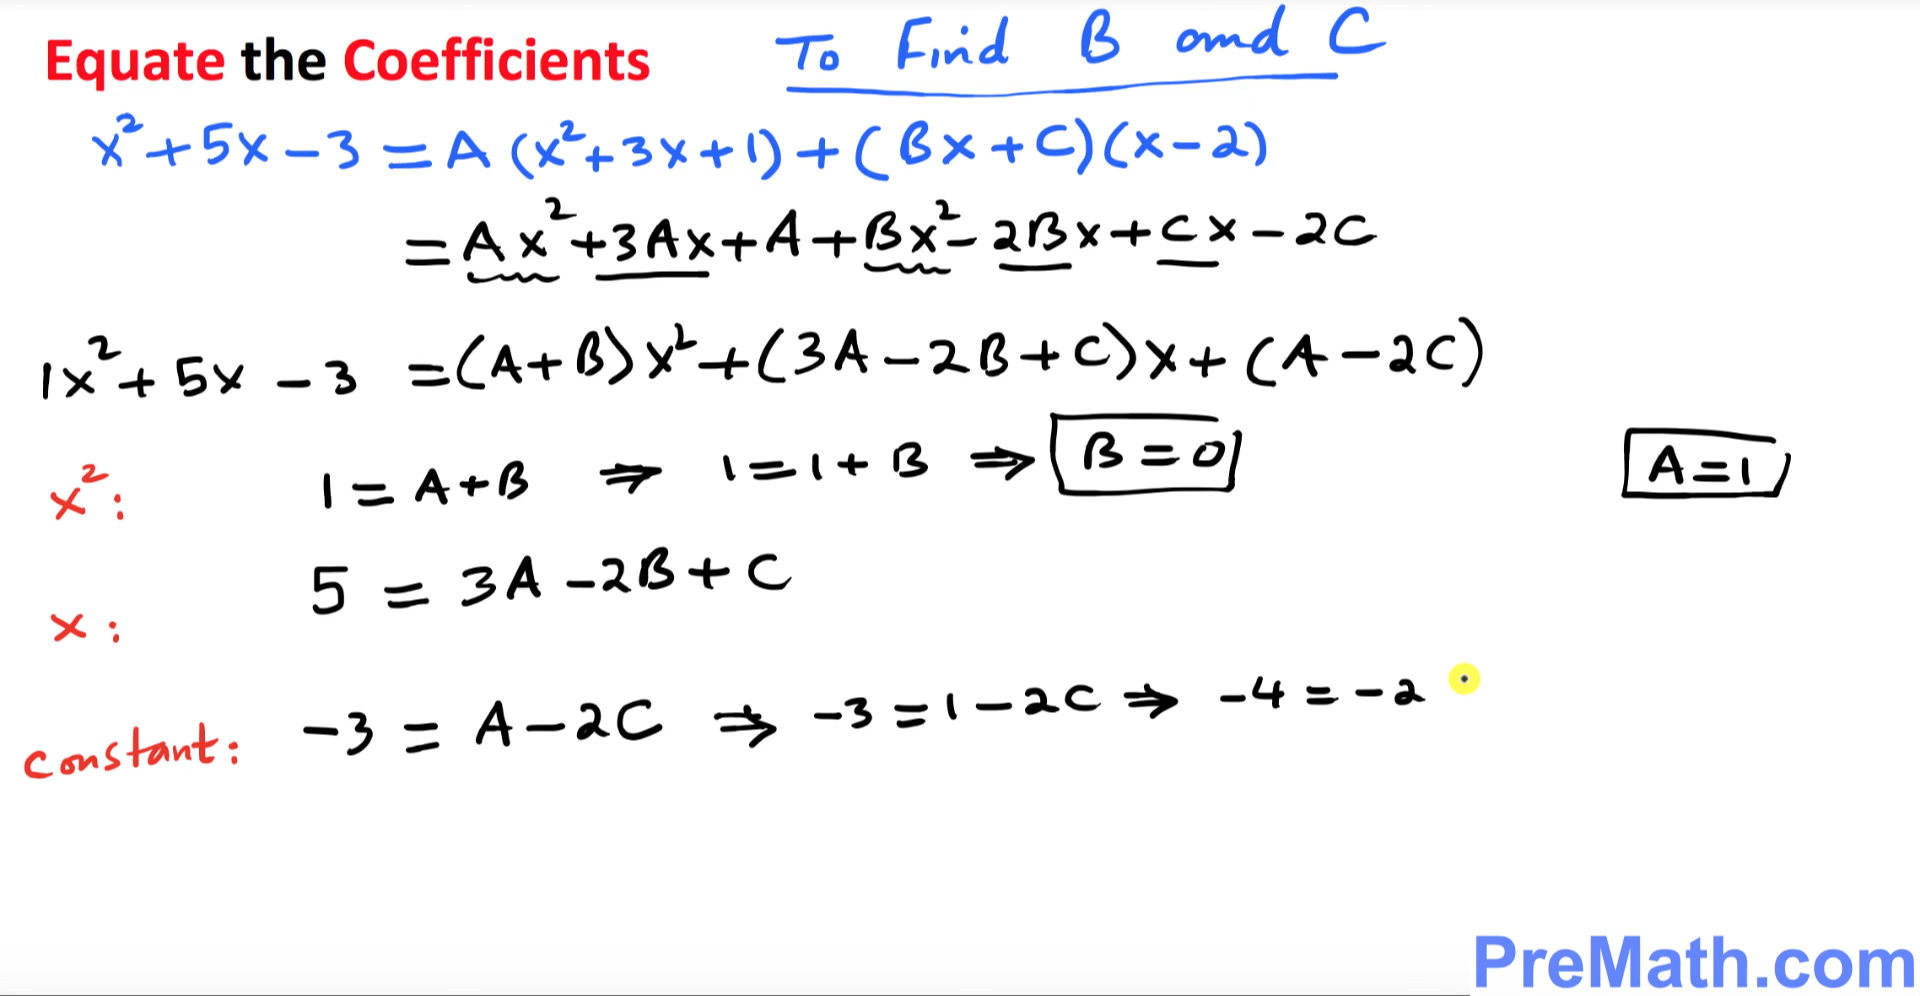 Equate the Coefficients To Find B and C
x² + 5x - 3 = A (x² + 3x + 1) + (Bx + C)(x - 2)
= Ax² + 3Ax + A + Bx² - 2Bx + Cx - 2C
1x² + 5x - 3 = (A + B)x² + (3A - 2B + C)x + (A - 2C)
x²: 1 = A + B ⇒ 1 = 1 + B ⇒ B = 0 A = 1
x: 5 = 3A - 2B + C
constant: -3 = A - 2C ⇒ -3 = 1 - 2C ⇒ -4 = -2
PreMath.com